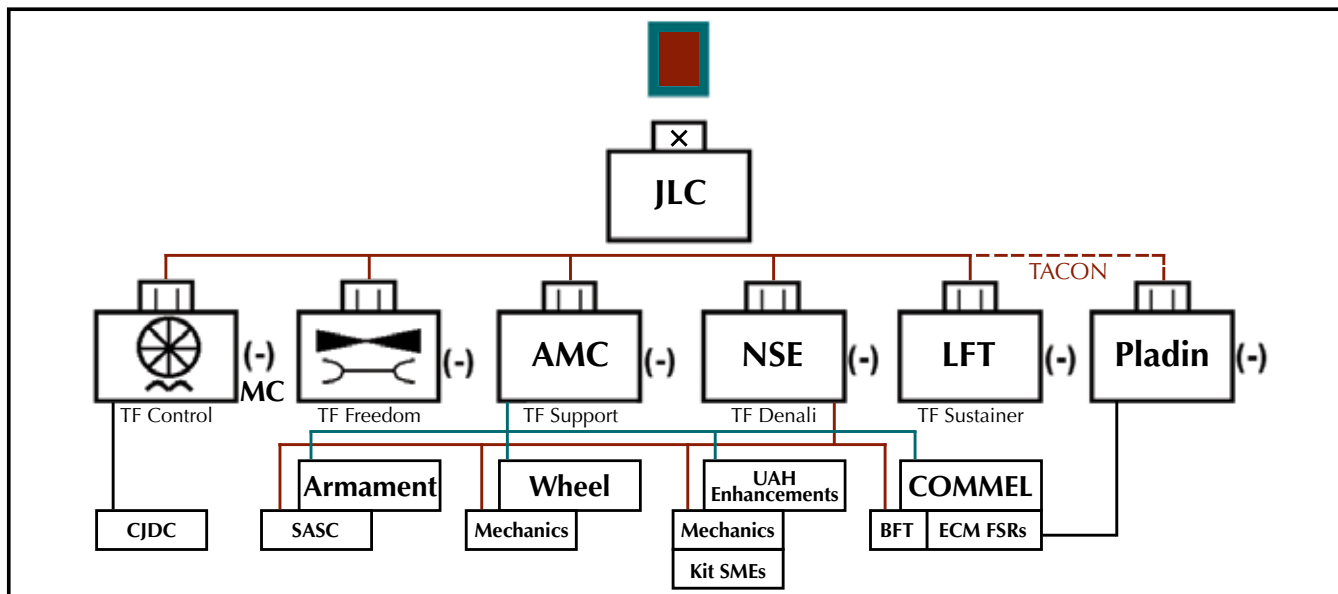 JLC
TACON
(-)
MC
(-)
AMC
(-)
NSE
(-)
LFT
(-)
Pladin
(-)
TF Control
TF Freedom
TF Support
TF Denali
TF Sustainer
Armament
Wheel
UAH
Enhancements
COMMEL
CJDC
SASC
Mechanics
Mechanics
BFT
ECM FSRs
Kit SMEs